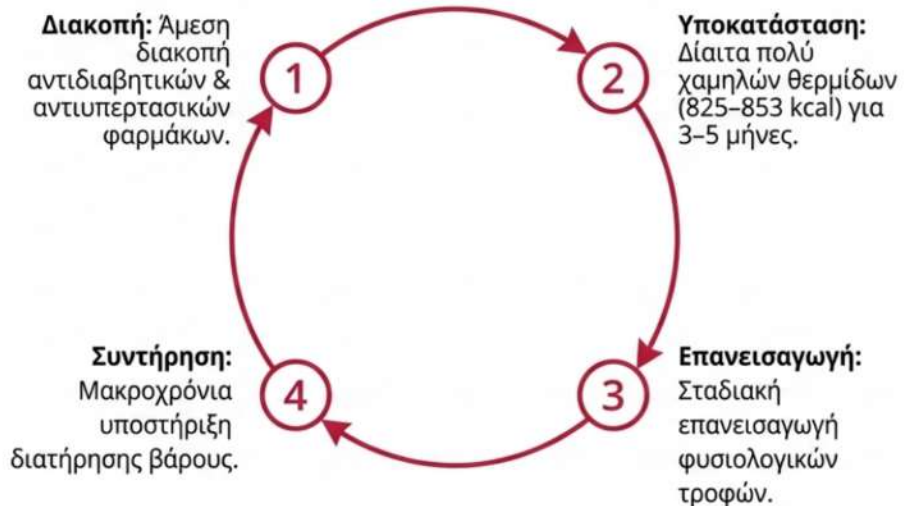 Διακοπή: Άμεση
διακοπή
αντιδιαβητικών &
αντιυπερτασικών
φαρμάκων.
1
2
Υποκατάσταση:
Δίαιτα πολύ
χαμηλών θερμίδων
(825–853 kcal) για
3–5 μήνες.
Συντήρηση:
Μακροχρόνια
υποστήριξη
διατήρησης βάρους.
4
3
Επανεισαγωγή:
Σταδιακή
επανεισαγωγή
φυσιολογικών
τροφών.